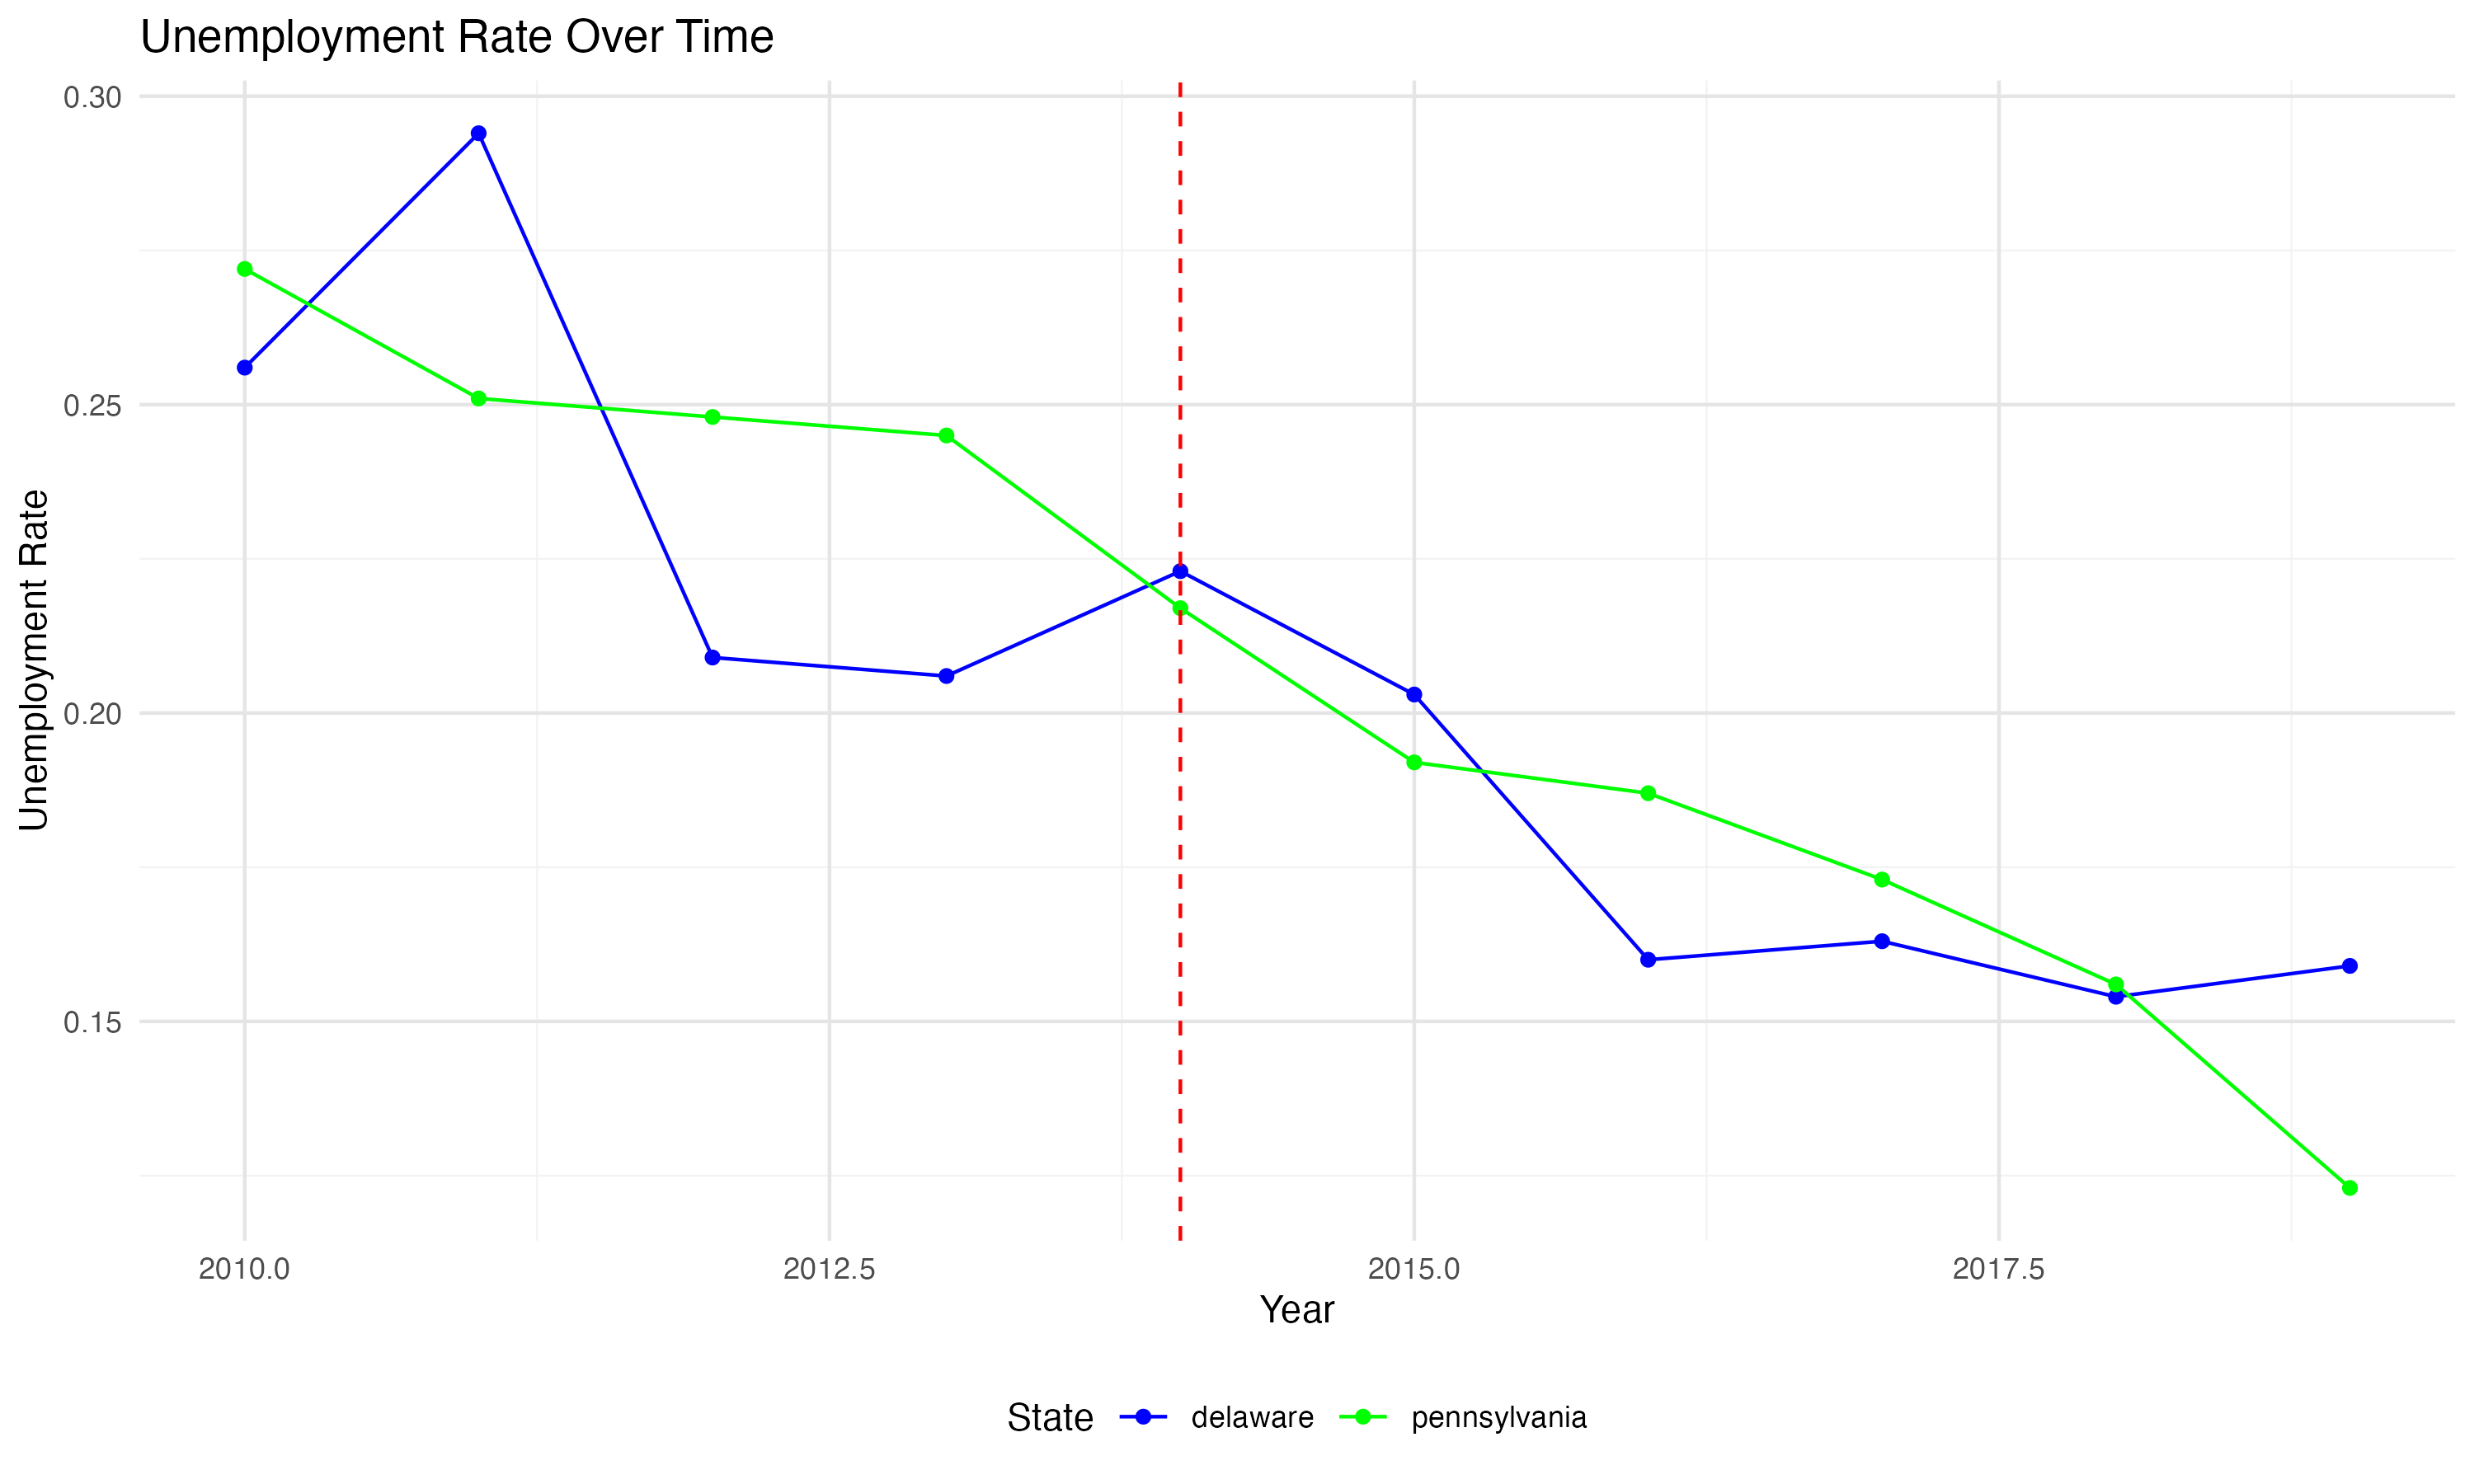 Unemployment Rate Over Time
Unemployment Rate
0.30
0.25
0.20
0.15
2010.0 2012.5 2015.0 2017.5
Year
State delaware pennsylvania